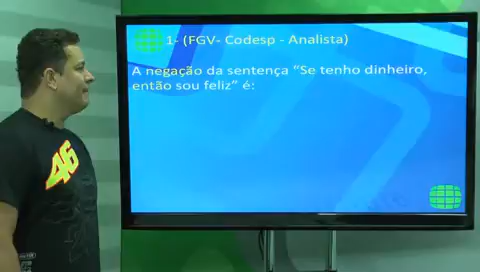 1- (FGV- Codesp - Analista)
A negação da sentença “Se tenho dinheiro,
então sou feliz” é:
46